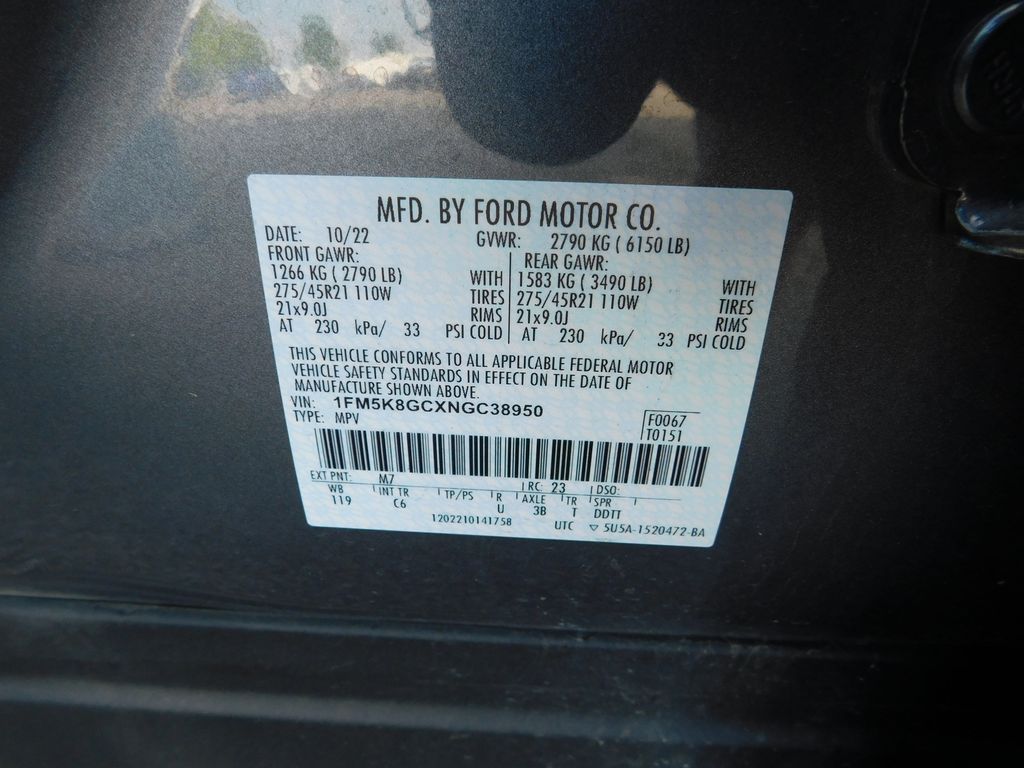 MFD. BY FORD MOTOR CO.
DATE: 10/22 GVWR: 2790 KG ( 6150 LB)
FRONT GAWR: REAR GAWR:
1266 KG ( 2790 LB) WITH 1583 KG ( 3490 LB) WITH
275/45R21 110W TIRES 275/45R21 110W TIRES
21x9.0J RIMS 21x9.0J RIMS
AT 230 kPa/ 33 PSI COLD AT 230 kPa/ 33 PSI COLD
THIS VEHICLE CONFORMS TO ALL APPLICABLE FEDERAL MOTOR
VEHICLE SAFETY STANDARDS IN EFFECT ON THE DATE OF
MANUFACTURE SHOWN ABOVE.
VIN: 1FM5K8GCXNGC38950
TYPE: MPV
F0067
T0151
EXT PNT: M7 RC: 23 DSO:
WB INT TR TP/PS R AXLE TR SPR
119 C6 U 3B T DDTT
1202210141758 UTC ▽ 5U5A-1520472-BA